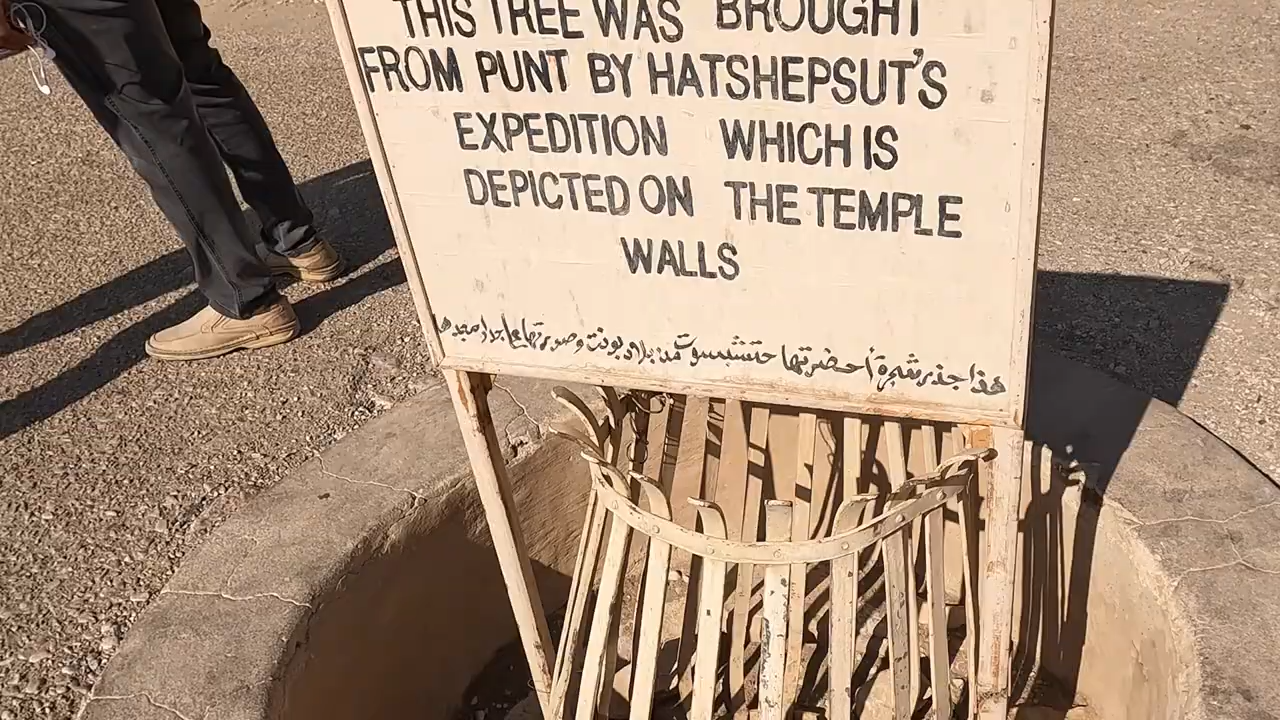 THIS TREE WAS BROUGHT
FROM PUNT BY HATSHEPSUT'S
EXPEDITION WHICH IS
DEPICTED ON THE TEMPLE
WALLS
هذا جذر شجرة أحضرتها حتشبسوت من بلاد بونت وصورتها على جدار معبدها